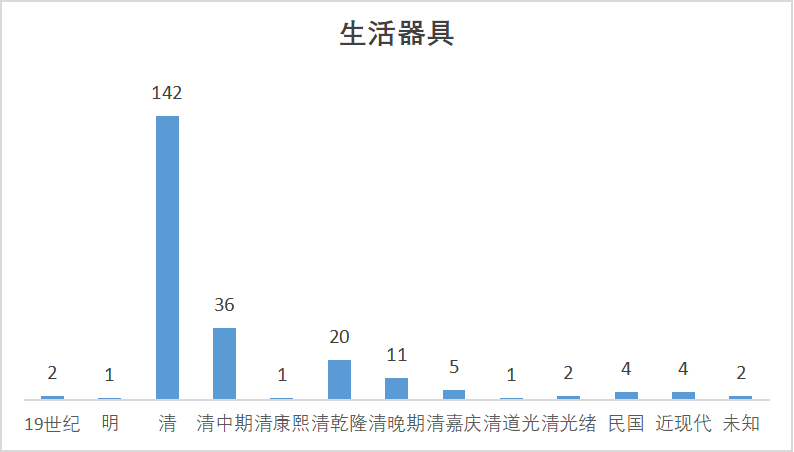 生活器具
142
36
20
11
5
4
4
2
2
2
1
1
1
19世纪
明
清
清中期
清康熙
清乾隆
清晚期
清嘉庆
清道光
清光绪
民国
近现代
未知